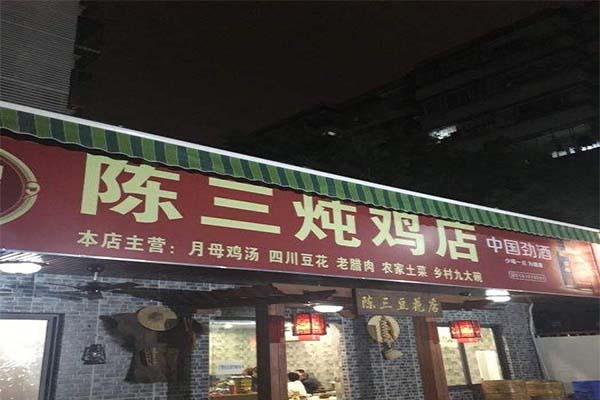 陈三炖鸡店
本店主营：月母鸡汤 四川豆花 老腊肉 农家土菜 乡村九大碗
中国劲酒
陈三豆花店